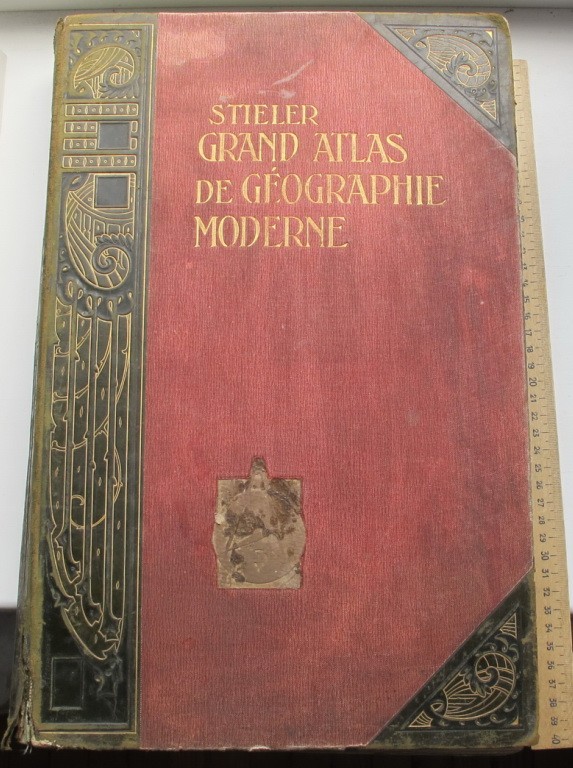 STIELER
GRAND ATLAS
DE GÉOGRAPHIE
MODERNE